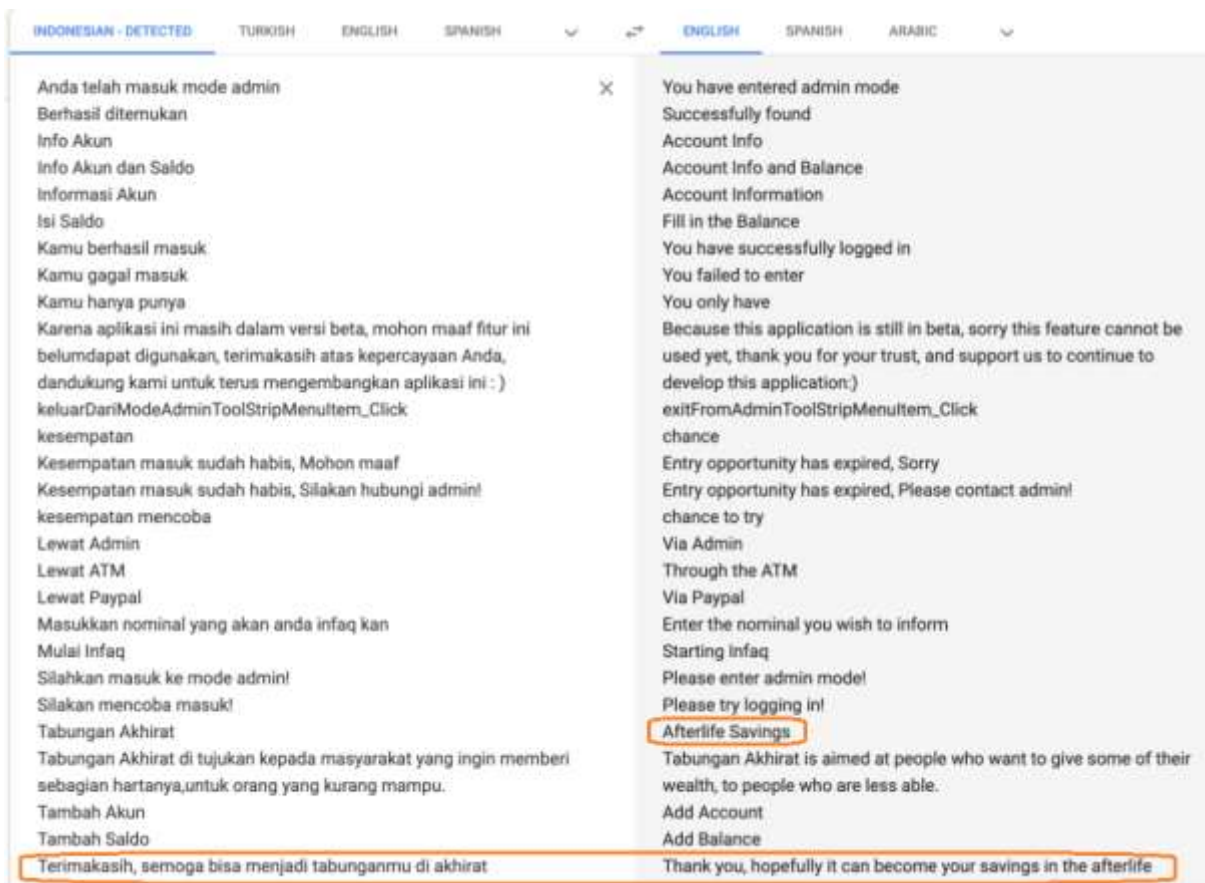 INDONESIAN - DETECTED TURKISH ENGLISH SPANISH
ENGLISH SPANISH ARABIC
Anda telah masuk mode admin
Berhasil ditemukan
Info Akun
Info Akun dan Saldo
Informasi Akun
Isi Saldo
Kamu berhasil masuk
Kamu gagal masuk
Kamu hanya punya
Karena aplikasi ini masih dalam versi beta, mohon maaf fitur ini
belumdapat digunakan, terimakasih atas kepercayaan Anda,
dandukung kami untuk terus mengembangkan aplikasi ini : )
keluarDariModeAdminToolStripMenuItem_Click
kesempatan
Kesempatan masuk sudah habis, Mohon maaf
Kesempatan masuk sudah habis, Silakan hubungi admin!
kesempatan mencoba
Lewat Admin
Lewat ATM
Lewat Paypal
Masukkan nominal yang akan anda infaq kan
Mulai Infaq
Silahkan masuk ke mode admin!
Silakan mencoba masuk!
Tabungan Akhirat
Tabungan Akhirat di tujukan kepada masyarakat yang ingin memberi
sebagian hartanya,untuk orang yang kurang mampu.
Tambah Akun
Tambah Saldo
Terimakasih, semoga bisa menjadi tabunganmu di akhirat
You have entered admin mode
Successfully found
Account Info
Account Info and Balance
Account Information
Fill in the Balance
You have successfully logged in
You failed to enter
You only have
Because this application is still in beta, sorry this feature cannot be
used yet, thank you for your trust, and support us to continue to
develop this application:)
exitFromAdminToolStripMenuItem_Click
chance
Entry opportunity has expired, Sorry
Entry opportunity has expired, Please contact admin!
chance to try
Via Admin
Through the ATM
Via Paypal
Enter the nominal you wish to inform
Starting Infaq
Please enter admin mode!
Please try logging in!
Afterlife Savings
Tabungan Akhirat is aimed at people who want to give some of their
wealth, to people who are less able.
Add Account
Add Balance
Thank you, hopefully it can become your savings in the afterlife